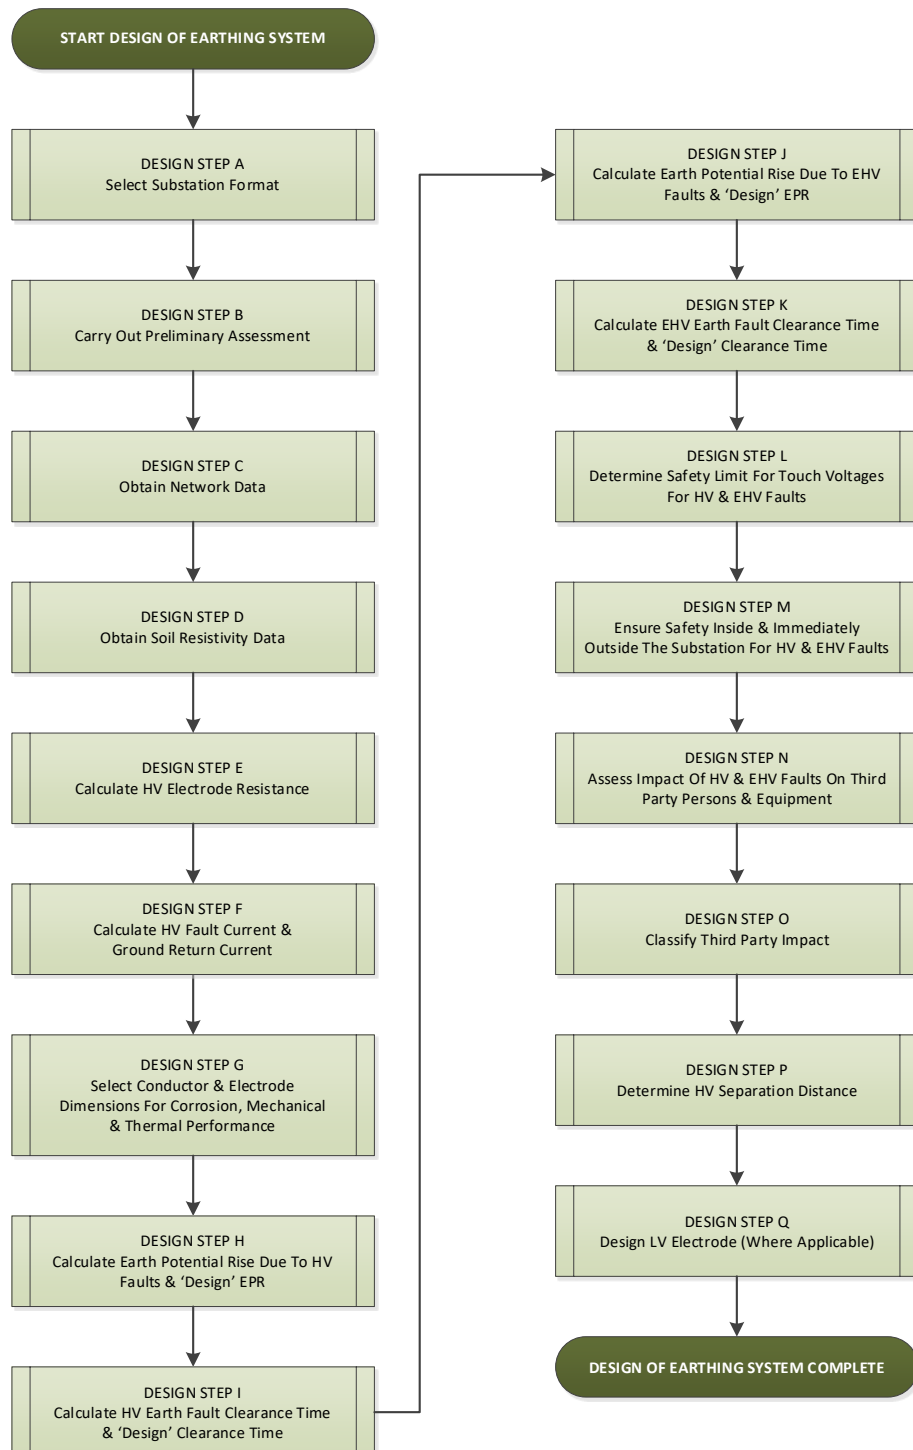 START DESIGN OF EARTHING SYSTEM
DESIGN STEP A
Select Substation Format
DESIGN STEP B
Carry Out Preliminary Assessment
DESIGN STEP C
Obtain Network Data
DESIGN STEP D
Obtain Soil Resistivity Data
DESIGN STEP E
Calculate HV Electrode Resistance
DESIGN STEP F
Calculate HV Fault Current &
Ground Return Current
DESIGN STEP G
Select Conductor & Electrode
Dimensions For Corrosion, Mechanical
& Thermal Performance
DESIGN STEP H
Calculate Earth Potential Rise Due To HV
Faults & ‘Design’ EPR
DESIGN STEP I
Calculate HV Earth Fault Clearance Time
& ‘Design’ Clearance Time
DESIGN STEP J
Calculate Earth Potential Rise Due To EHV
Faults & ‘Design’ EPR
DESIGN STEP K
Calculate EHV Earth Fault Clearance Time
& ‘Design’ Clearance Time
DESIGN STEP L
Determine Safety Limit For Touch Voltages
For HV & EHV Faults
DESIGN STEP M
Ensure Safety Inside & Immediately
Outside The Substation For HV & EHV Faults
DESIGN STEP N
Assess Impact Of HV & EHV Faults On Third
Party Persons & Equipment
DESIGN STEP O
Classify Third Party Impact
DESIGN STEP P
Determine HV Separation Distance
DESIGN STEP Q
Design LV Electrode (Where Applicable)
DESIGN OF EARTHING SYSTEM COMPLETE